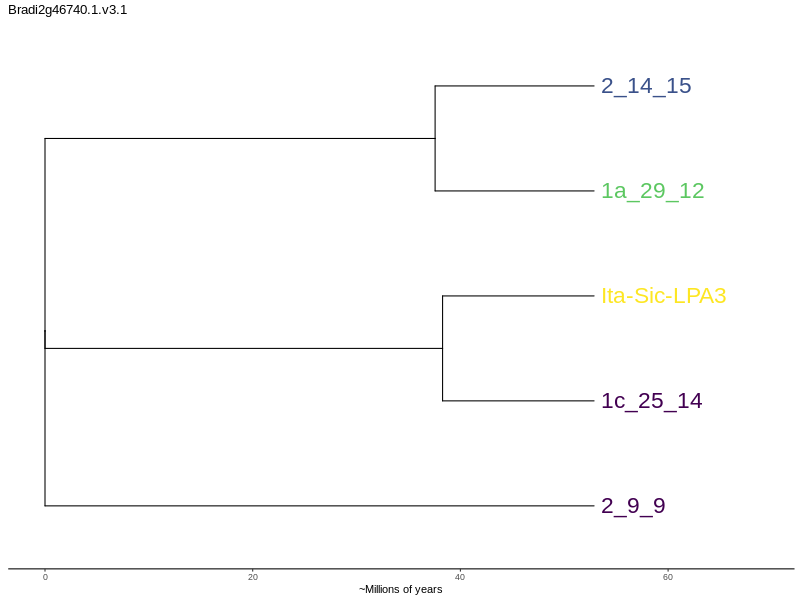 Bradi2g46740.1.v3.1
2_14_15
1a_29_12
Ita-Sic-LPA3
1c_25_14
2_9_9
0 20 40 60
~Millions of years